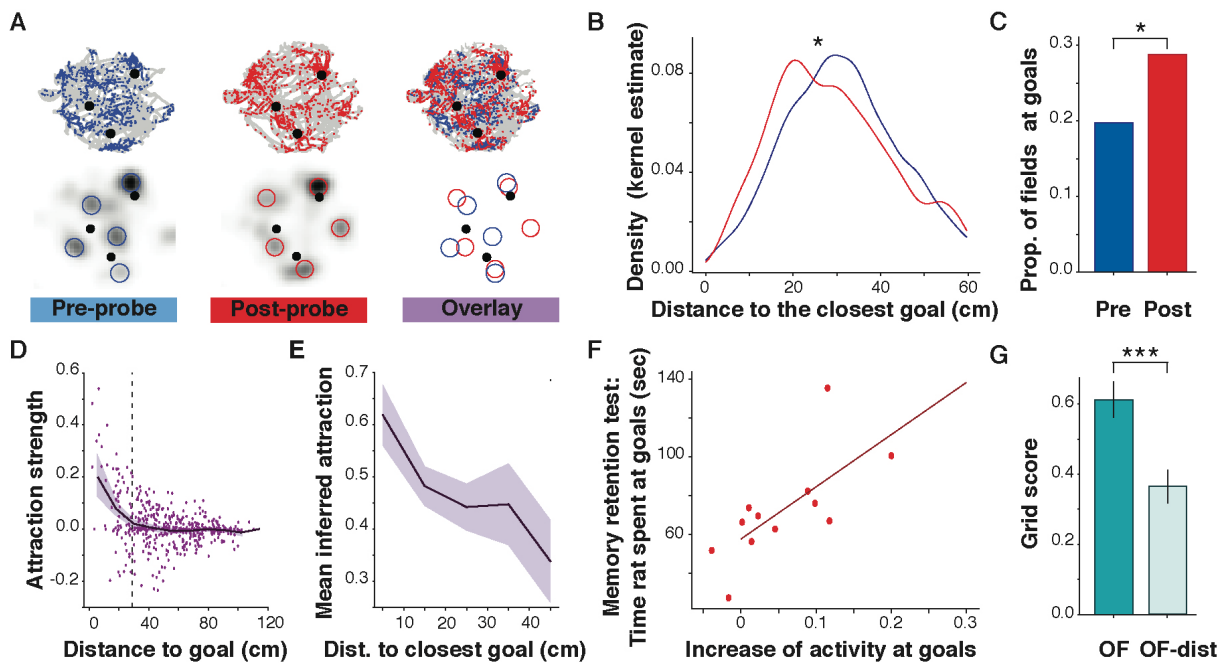 A
Pre-probe
Post-probe
Overlay
B
*
Density (kernel estimate)
0.08
0.04
0.00
0
20
40
60
Distance to the closest goal (cm)
C
*
Prop. of fields at goals
0.3
0.2
0.1
0.0
Pre
Post
D
Attraction strength
0.6
0.4
0.2
0.0
-0.2
0
40
80
120
Distance to goal (cm)
E
Mean inferred attraction
0.7
0.6
0.5
0.4
0.3
10
20
30
40
Dist. to closest goal (cm)
F
Memory retention test:
Time rat spent at goals (sec)
140
100
60
0
0.1
0.2
0.3
Increase of activity at goals
G
***
Grid score
0.6
0.4
0.2
0.0
OF
OF-dist